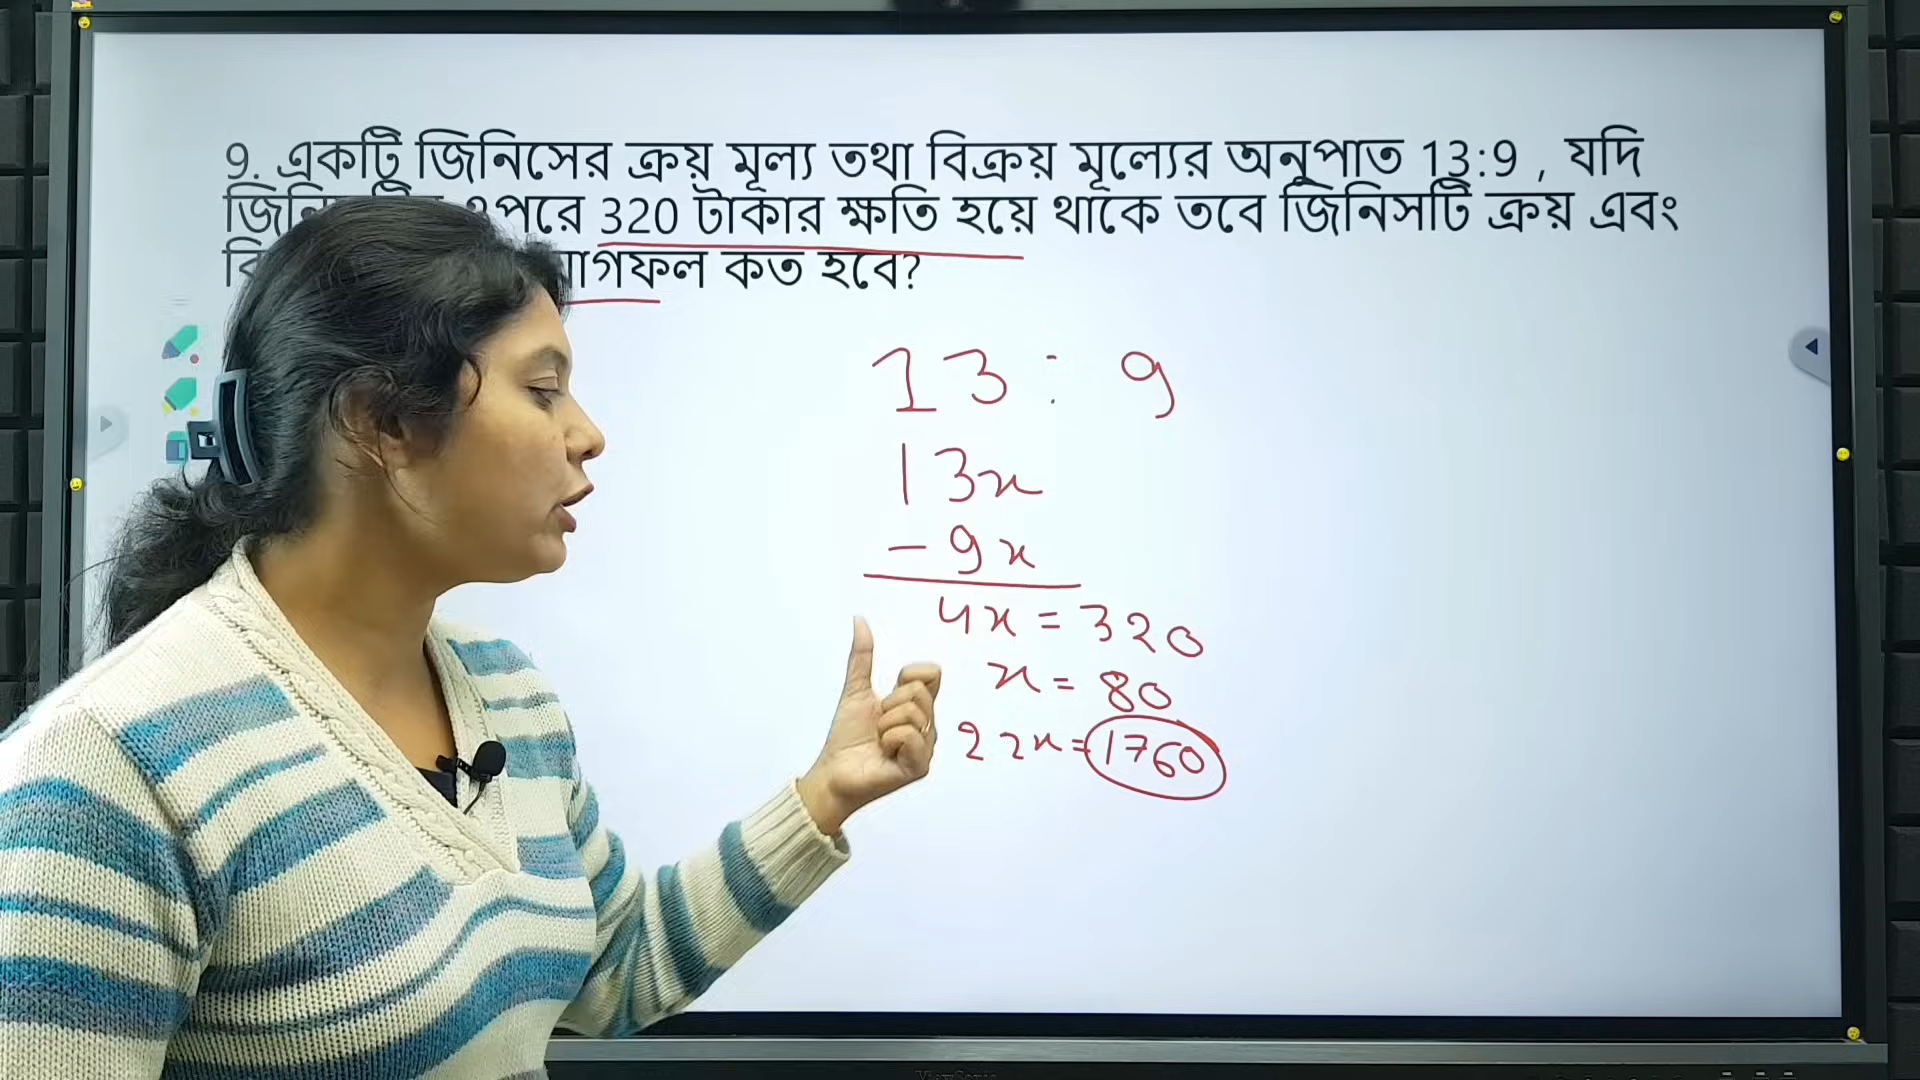 9. একটি জিনিসের ক্রয় মূল্য তথা বিক্রয় মূল্যের অনুপাত 13:9 , যদি
320 টাকার ক্ষতি হয়ে থাকে তবে জিনিসটি ক্রয় এবং
কত হবে?
13 : 9
13x
- 9x
4x = 320
x = 80
22x = 1760